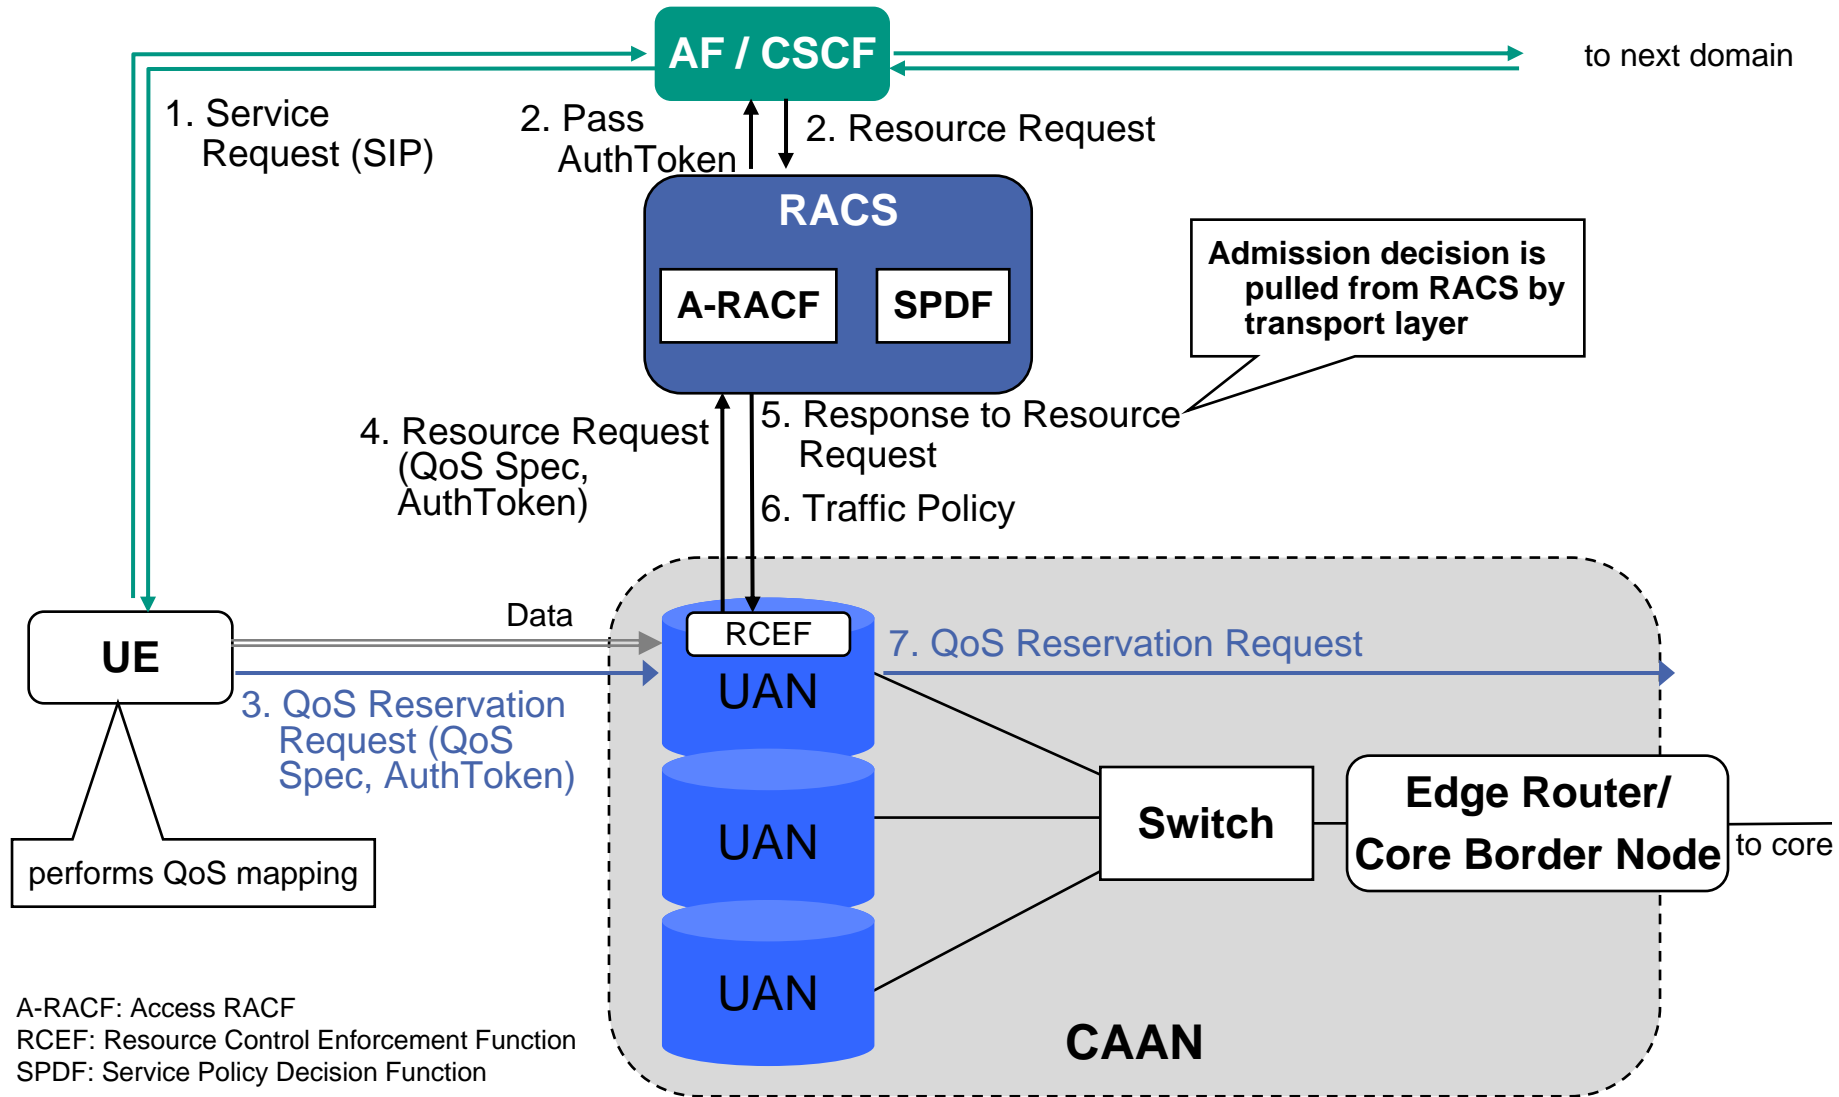 AF / CSCF
to next domain
1. Service
Request (SIP)
2. Pass
AuthToken
2. Resource Request
RACS
A-RACF
SPDF
Admission decision is
pulled from RACS by
transport layer
4. Resource Request
(QoS Spec,
AuthToken)
5. Response to Resource
Request
6. Traffic Policy
Data
UE
RCEF
UAN
7. QoS Reservation Request
3. QoS Reservation
Request (QoS
Spec, AuthToken)
performs QoS mapping
UAN
Switch
Edge Router/
Core Border Node
to core
UAN
CAAN
A-RACF: Access RACF
RCEF: Resource Control Enforcement Function
SPDF: Service Policy Decision Function